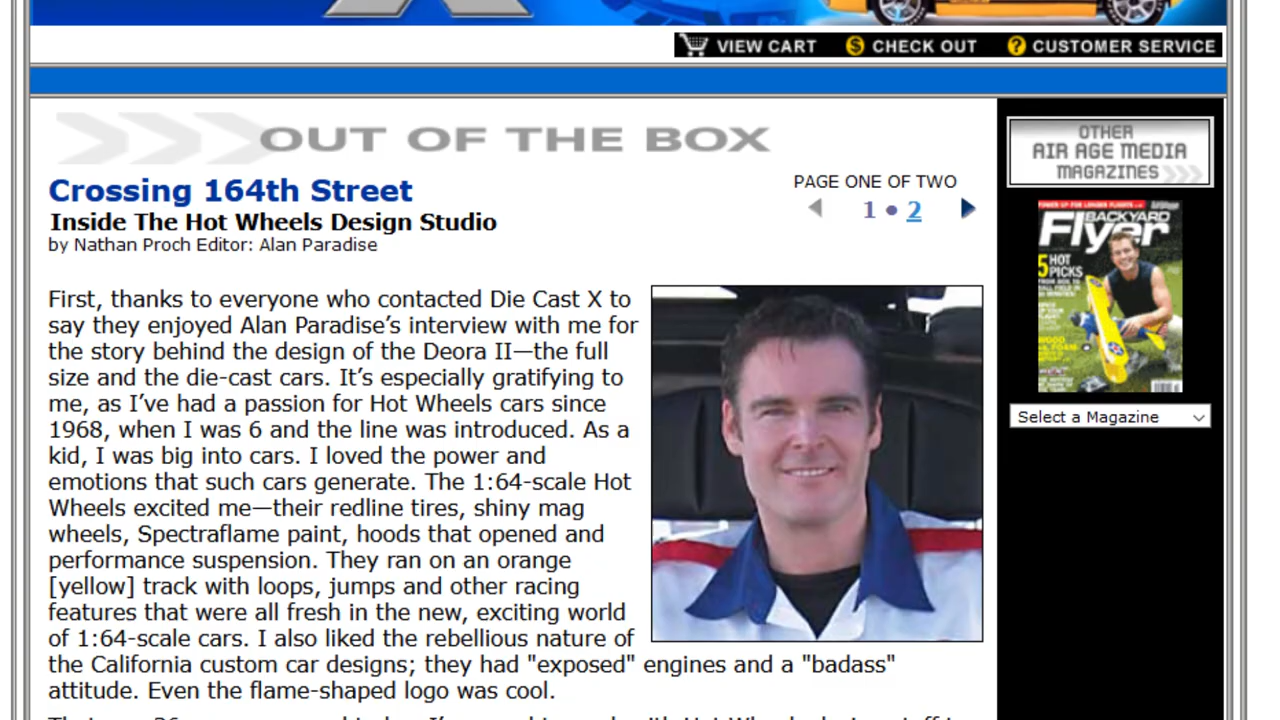 VIEW CART
CHECK OUT
CUSTOMER SERVICE
OUT OF THE BOX
Crossing 164th Street
Inside The Hot Wheels Design Studio
by Nathan Proch Editor: Alan Paradise
PAGE ONE OF TWO
1 • 2
First, thanks to everyone who contacted Die Cast X to
say they enjoyed Alan Paradise’s interview with me for
the story behind the design of the Deora II—the full
size and the die-cast cars. It’s especially gratifying to
me, as I’ve had a passion for Hot Wheels cars since
1968, when I was 6 and the line was introduced. As a
kid, I was big into cars. I loved the power and
emotions that such cars generate. The 1:64-scale Hot
Wheels excited me—their redline tires, shiny mag
wheels, Spectraflame paint, hoods that opened and
performance suspension. They ran on an orange
[yellow] track with loops, jumps and other racing
features that were all fresh in the new, exciting world
of 1:64-scale cars. I also liked the rebellious nature of
the California custom car designs; they had "exposed" engines and a "badass"
attitude. Even the flame-shaped logo was cool.
OTHER
AIR AGE MEDIA
MAGAZINES
BACKYARD
Flyer
5 HOT
PICKS
Select a Magazine